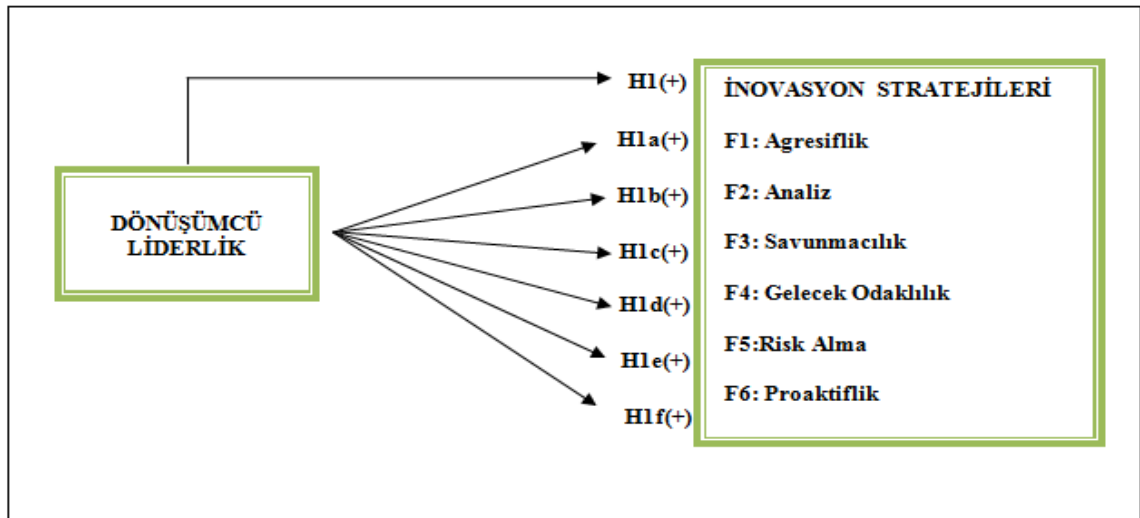 DÖNÜŞÜMCÜ
LİDERLİK
H1(+)
H1a(+)
H1b(+)
H1c(+)
H1d(+)
H1e(+)
H1f(+)
İNOVASYON STRATEJİLERİ
F1: Agresiflik
F2: Analiz
F3: Savunmacılık
F4: Gelecek Odaklılık
F5:Risk Alma
F6: Proaktiflik